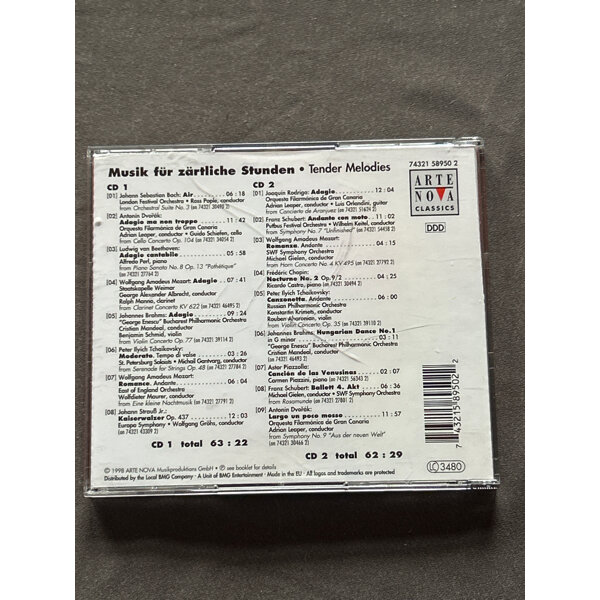 74321 58950 2
Musik für zärtliche Stunden • Tender Melodies
ARTE
NOVA
CLASSICS
DDD
CD 1
[01] Johann Sebastian Bach: Air 06 : 18
London Festival Orchestra • Ross Pople, conductor
from Orchestral Suite No. 3
[02] Antonin Dvořák:
Adagio ma non troppo 11 : 42
Orquesta Filarmónica de Gran Canaria
Adrian Leaper, conductor • Guido Schiefen, cello
from Cello Concerto Op. 104
[03] Ludwig van Beethoven:
Adagio cantabile 05 : 58
Alfredo Perl, piano
from Piano Sonata No. 8 Op. 13 "Pathétique"
[04] Wolfgang Amadeus Mozart: Adagio 07 : 41
Staatskapelle Weimar
George Alexander Albrecht, conductor
Ralph Manno, clarinet
from Clarinet Concerto KV 622
[05] Johannes Brahms: Adagio 09 : 24
"George Enescu" Bucharest Philharmonic Orchestra
Cristian Mandeal, conductor
Benjamin Schmid, violin
from Violin Concerto Op. 77
[06] Peter Ilyich Tchaikovsky:
Moderato. Tempo di valse 03 : 26
St. Petersburg Soloists • Michail Gantvarg, conductor
from Serenade for Strings Op. 48
[07] Wolfgang Amadeus Mozart:
Romance. Andante 06 : 04
East of England Orchestra
Malcolm Nabarro, conductor
from Eine kleine Nachtmusik
[08] Johann Strauß Jr.:
Kaiserwalzer Op. 437 12 : 03
Europa Symphony • Wolfgang Gröhs, conductor
CD 1 total 63 : 22
CD 2
[01] Joaquin Rodrigo: Adagio 12 : 04
Orquesta Filarmónica de Gran Canaria
Adrian Leaper, conductor • Luis Orlandini, guitar
from Concierto de Aranjuez
[02] Franz Schubert: Andante con moto 11 : 02
Putbus Festival Orchestra • Wilhelm Keitel, conductor
from Symphony No. 7 "Unfinished"
[03] Wolfgang Amadeus Mozart:
Romanze. Andante 04 : 15
SWF Symphony Orchestra
Michael Gielen, conductor
from Horn Concerto No. 4 KV 495
[04] Frédéric Chopin:
Nocturne No. 2 Op. 9/2 04 : 25
Ricardo Castro, piano
[05] Peter Ilyich Tchaikovsky:
Canzonetta. Andante 06 : 00
Russian Philharmonic Orchestra
Konstantin Krimets, conductor
Rouben Aharonian, violin
from Violin Concerto Op. 35
[06] Johannes Brahms: Hungarian Dance No.1
in G minor 03 : 11
"George Enescu" Bucharest Philharmonic Orchestra
Cristian Mandeal, conductor
[07] Astor Piazzolla:
Canción de las Venusinas 07 : 02
Carmen Piazzini, piano
[08] Franz Schubert: Ballett 4. Akt 06 : 36
Michael Gielen, conductor • SWF Symphony Orchestra
from Rosamunde
[09] Antonin Dvořák:
Largo un poco mosso 11 : 57
Orquesta Filarmónica de Gran Canaria
Adrian Leaper, conductor
from Symphony No. 9 "Aus der neuen Welt"
CD 2 total 62 : 29
7 43215 89502 2
LC 3480
© 1998 ARTE NOVA Musikproduktions GmbH • ℗ see booklet for details
Distributed by the Local BMG Company • A Unit of BMG Entertainment • Made in the EU • All logos and trademarks are protected